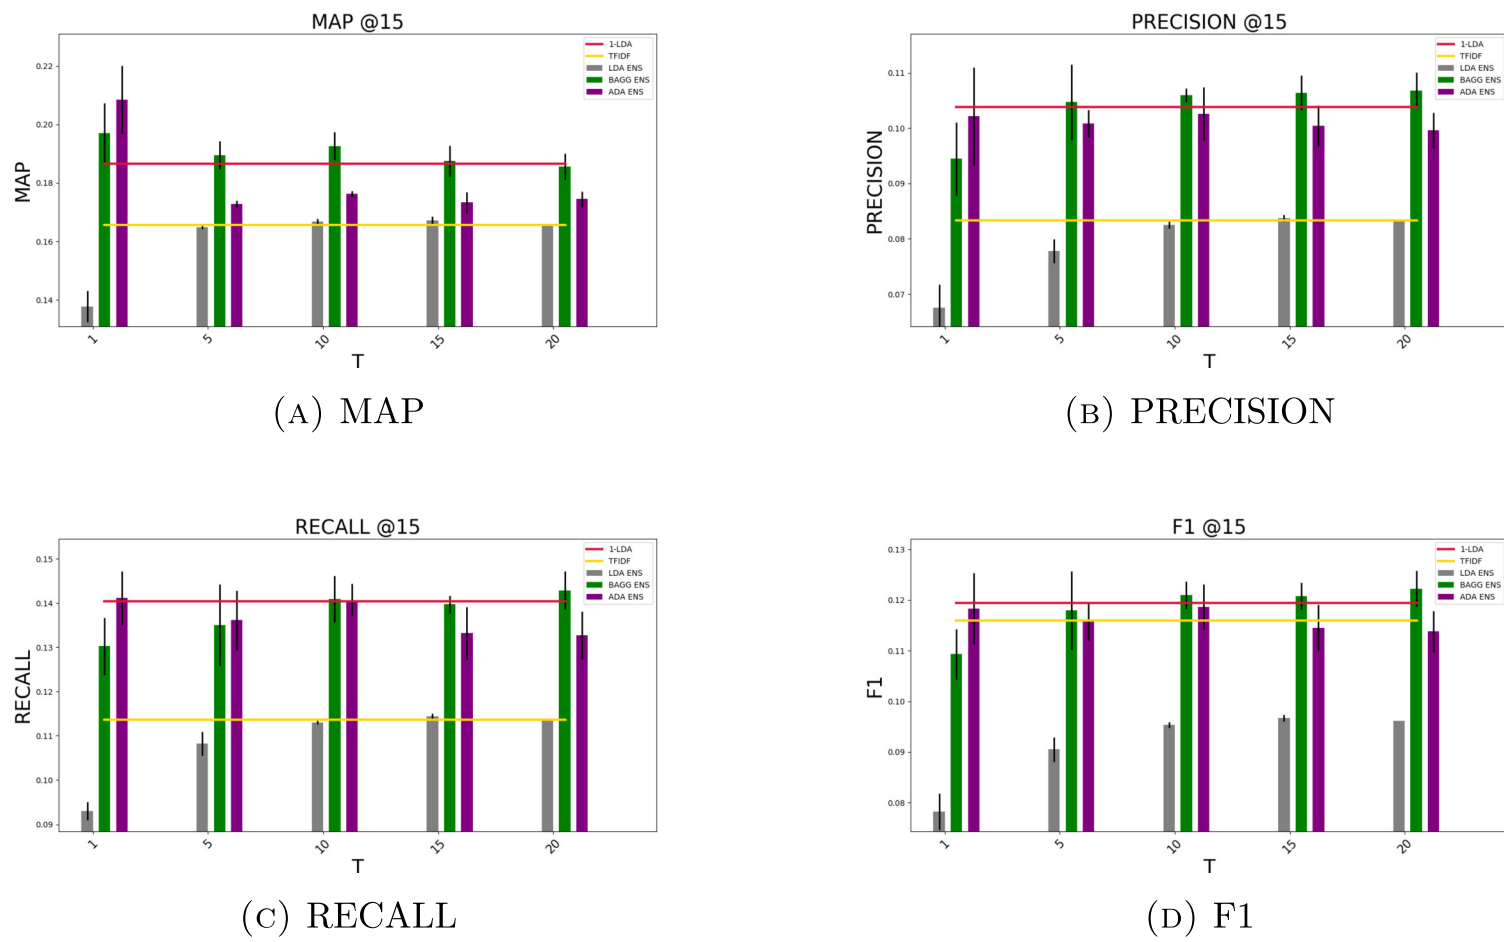 MAP @15
1-LDA
TFIDF
LDA ENS
BAGG ENS
ADA ENS
0.22
0.20
0.18
0.16
0.14
MAP
1
5
10
15
20
T
(A) MAP
PRECISION @15
1-LDA
TFIDF
LDA ENS
BAGG ENS
ADA ENS
0.11
0.10
0.09
0.08
0.07
PRECISION
1
5
10
15
20
T
(B) PRECISION
RECALL @15
1-LDA
TFIDF
LDA ENS
BAGG ENS
ADA ENS
0.15
0.14
0.13
0.12
0.11
0.10
0.09
RECALL
1
5
10
15
20
T
(C) RECALL
F1 @15
1-LDA
TFIDF
LDA ENS
BAGG ENS
ADA ENS
0.13
0.12
0.11
0.10
0.09
0.08
F1
1
5
10
15
20
T
(D) F1